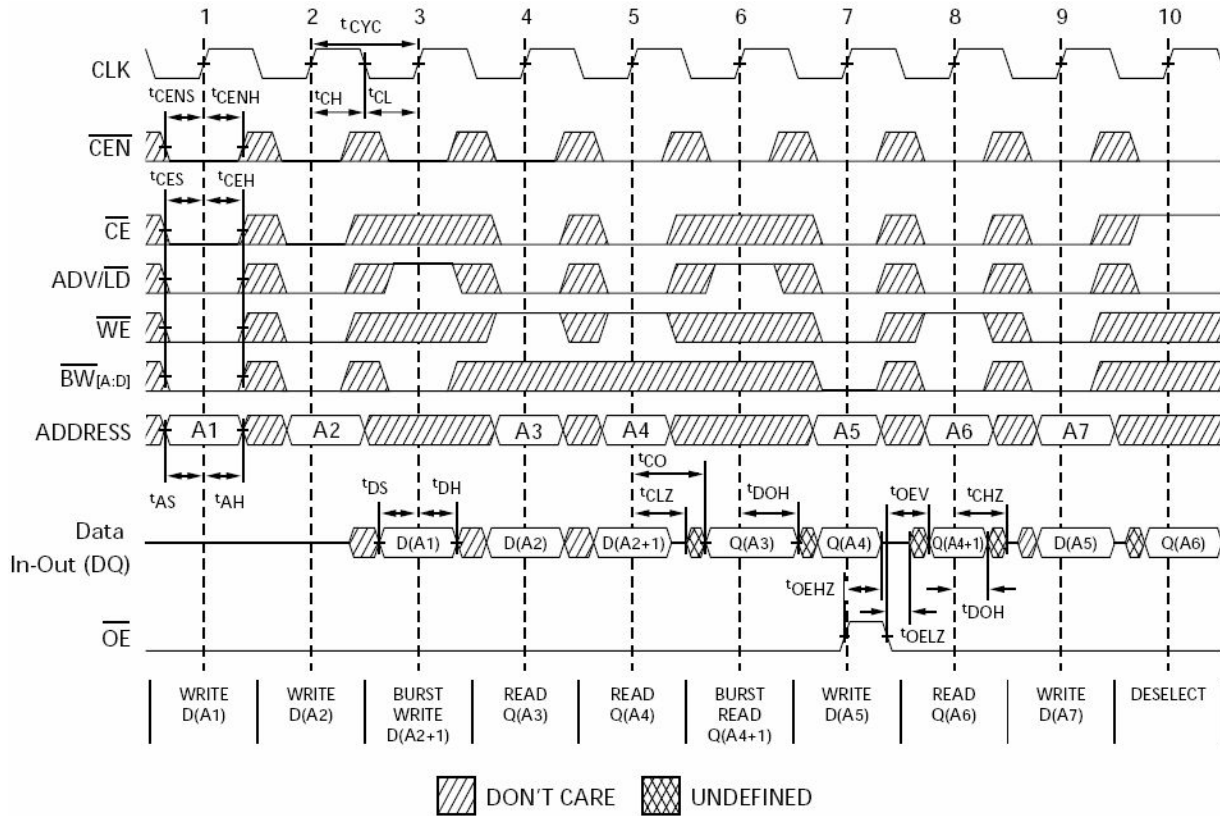 1 2 3 4 5 6 7 8 9 10
tCYC
CLK
tCENS tCENH tCH tCL
CEN
tCES tCEH
CE
ADV/LD
WE
BW[A:D]
ADDRESS A1 A2 A3 A4 A5 A6 A7
tCO
tAS tAH tDS tDH tCLZ tDOH tOEV tCHZ
Data
In-Out (DQ)
D(A1) D(A2) D(A2+1) Q(A3) Q(A4) Q(A4+1) D(A5) Q(A6)
tOEHZ tDOH
tOELZ
OE
WRITE WRITE BURST READ READ BURST WRITE READ WRITE DESELECT
D(A1) D(A2) WRITE Q(A3) Q(A4) READ D(A5) Q(A6) D(A7)
D(A2+1) Q(A4+1)
DON'T CARE UNDEFINED